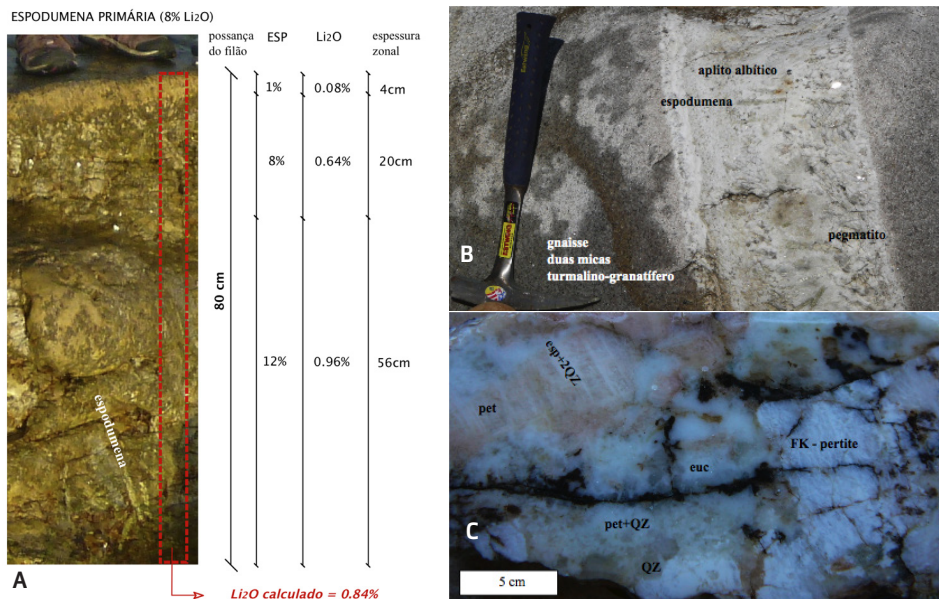 ESPODUMENA PRIMÁRIA (8% Li2O)
possança
do filão
ESP
Li2O
espessura
zonal
1%
0.08%
4cm
8%
0.64%
20cm
80 cm
12%
0.96%
56cm
espodumena
A
Li2O calculado = 0.84%
aplito albítico
espodumena
pegmatito
gnaisse
duas micas
turmalino-granatífero
ESTWING
B
esp+2QZ
pet
FK - pertite
euc
pet+QZ
QZ
C
5 cm